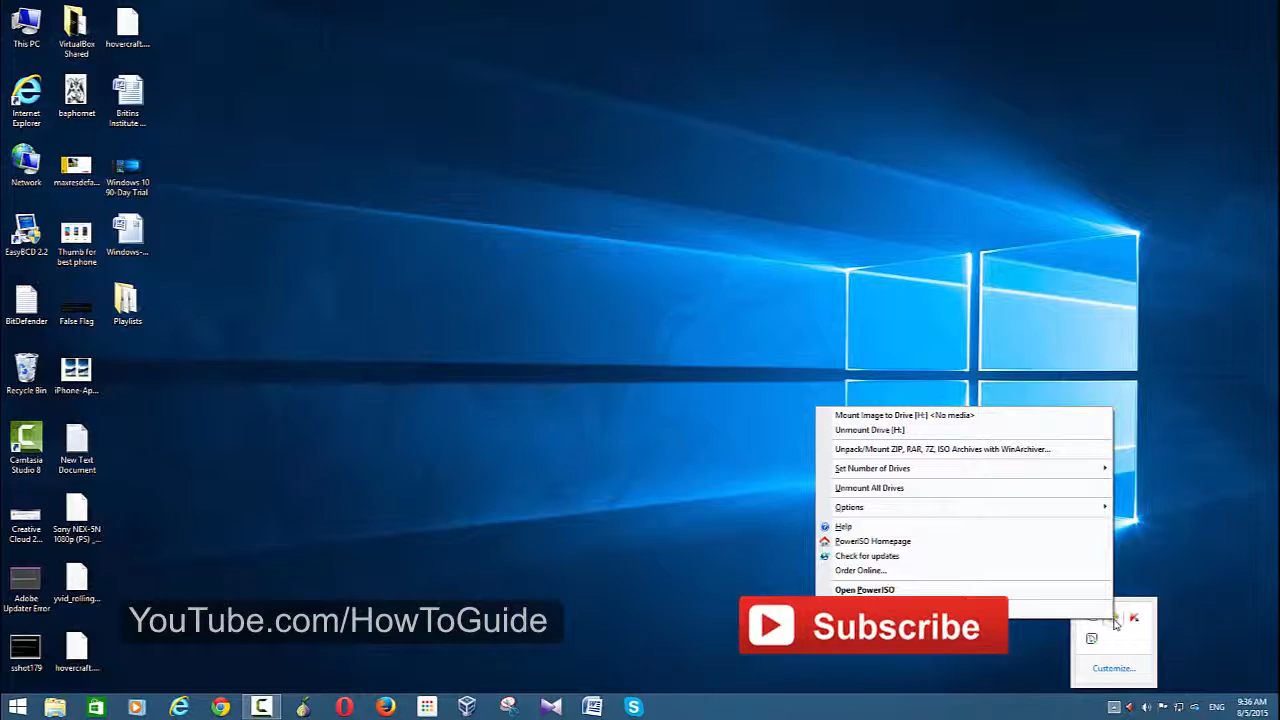 This PC
VirtualBox
Shared
hovercraft....
Internet
Explorer
baphomet
Britins
Institute ...
Network
maxresdefa...
Windows 10
90-Day Trial
EasyBCD 2.2
Thumb for
best phone
Windows-...
BitDefender
False Flag
Playlists
Recycle Bin
iPhone-Ap...
Camtasia
Studio 8
New Text
Document
Creative
Cloud 2...
Sony NEX-5N
1080p (PS) _...
Adobe
Updater Error
yvid_rolling...
sshot179
hovercraft....
Mount Image to Drive [H:] <No media>
Unmount Drive [H:]
Unpack/Mount ZIP, RAR, 7Z, ISO Archives with WinArchiver...
Set Number of Drives
Unmount All Drives
Options
Help
PowerISO Homepage
Check for updates
Order Online...
Open PowerISO
YouTube.com/HowToGuide
Subscribe
Customize...
ENG
9:36 AM
8/5/2015